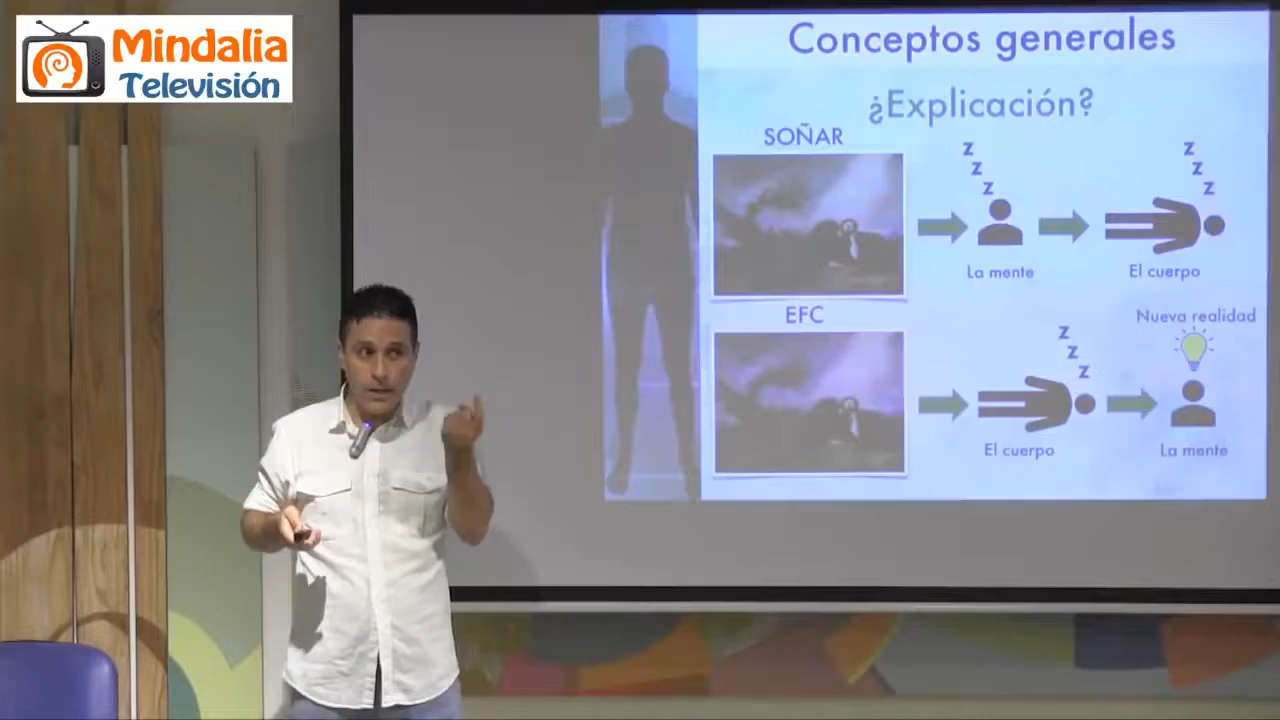 Mindalia
Televisión
Conceptos generales
¿Explicación?
SOÑAR
z
z
z
z
z
z
La mente
El cuerpo
EFC
Nueva realidad
z
z
z
El cuerpo
La mente